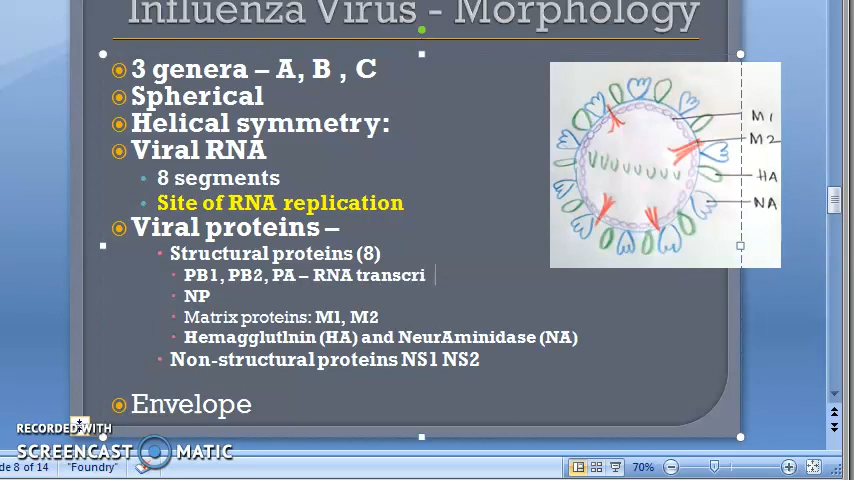 Influenza Virus - Morphology
3 genera – A, B , C
Spherical
Helical symmetry:
Viral RNA
8 segments
Site of RNA replication
Viral proteins –
Structural proteins (8)
PB1, PB2, PA – RNA transcri
NP
Matrix proteins: M1, M2
HemagglutInin (HA) and NeurAminidase (NA)
Non-structural proteins NS1 NS2
Envelope
M1
M2
HA
NA
RECORDED WITH
SCREENCAST MATIC
de 8 of 14
"Foundry"
70%